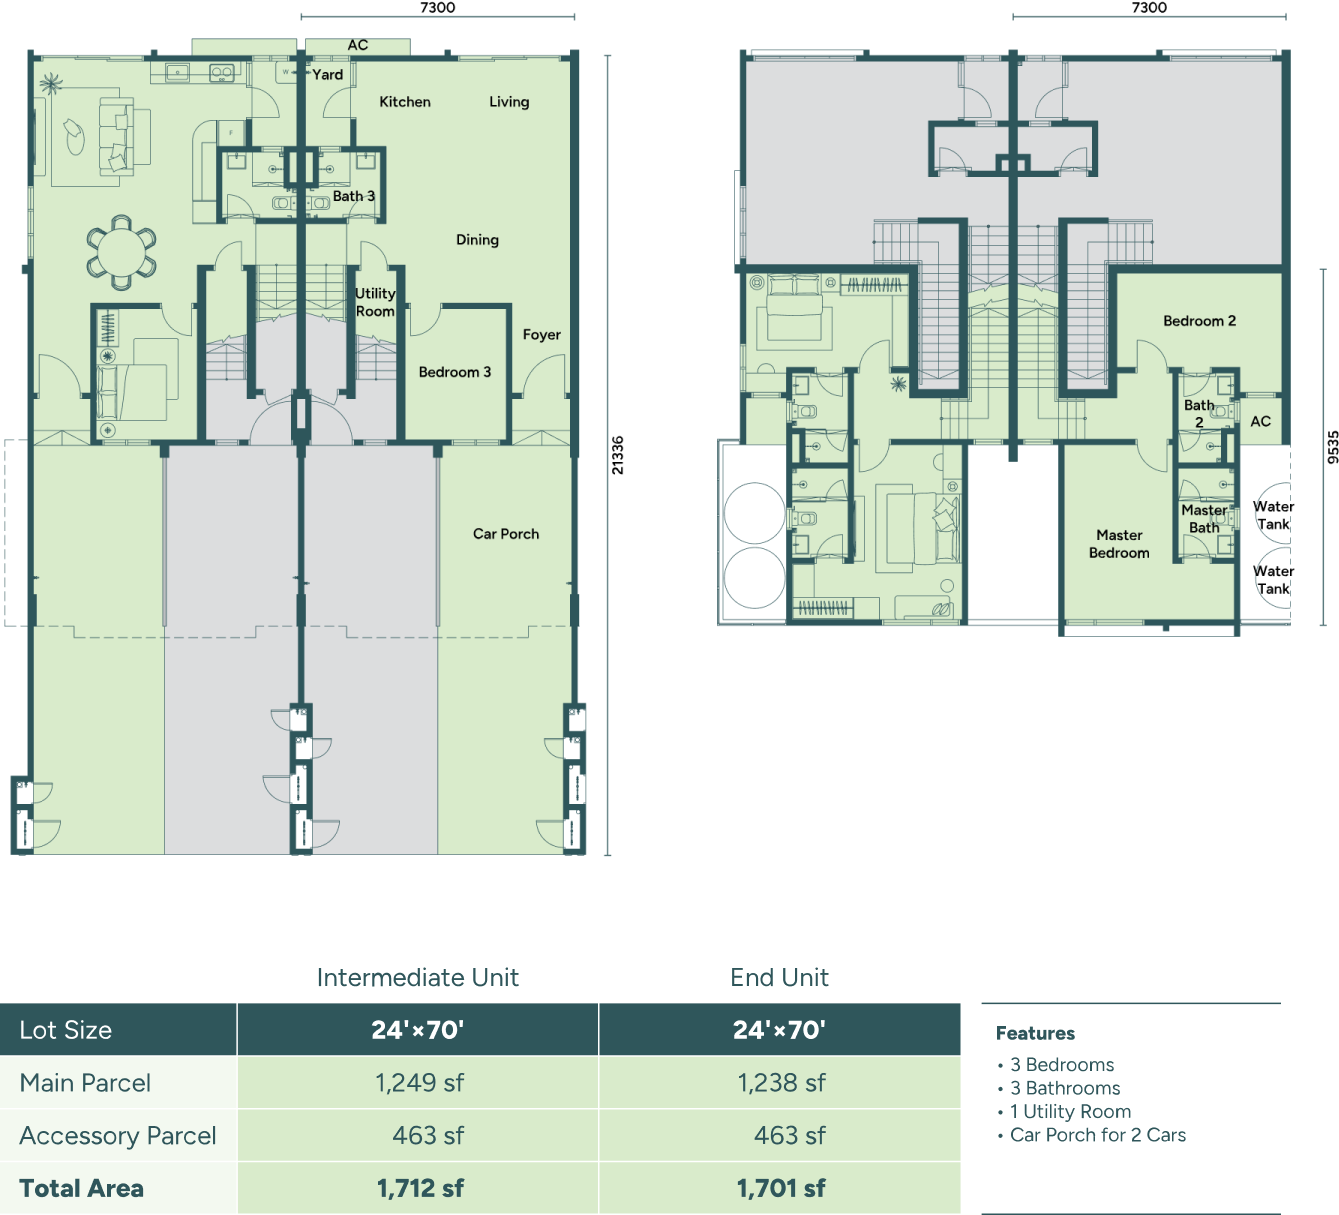 7300
7300
AC
Yard
Kitchen
Living
W
F
Bath 3
Dining
Utility
Room
Foyer
Bedroom 3
21336
Car Porch
Bedroom 2
Bath
2
AC
9535
Master
Bedroom
Master
Bath
Water
Tank
Water
Tank
Intermediate Unit
End Unit
Lot Size
24'×70'
24'×70'
Main Parcel
1,249 sf
1,238 sf
Accessory Parcel
463 sf
463 sf
Total Area
1,712 sf
1,701 sf
Features
• 3 Bedrooms
• 3 Bathrooms
• 1 Utility Room
• Car Porch for 2 Cars